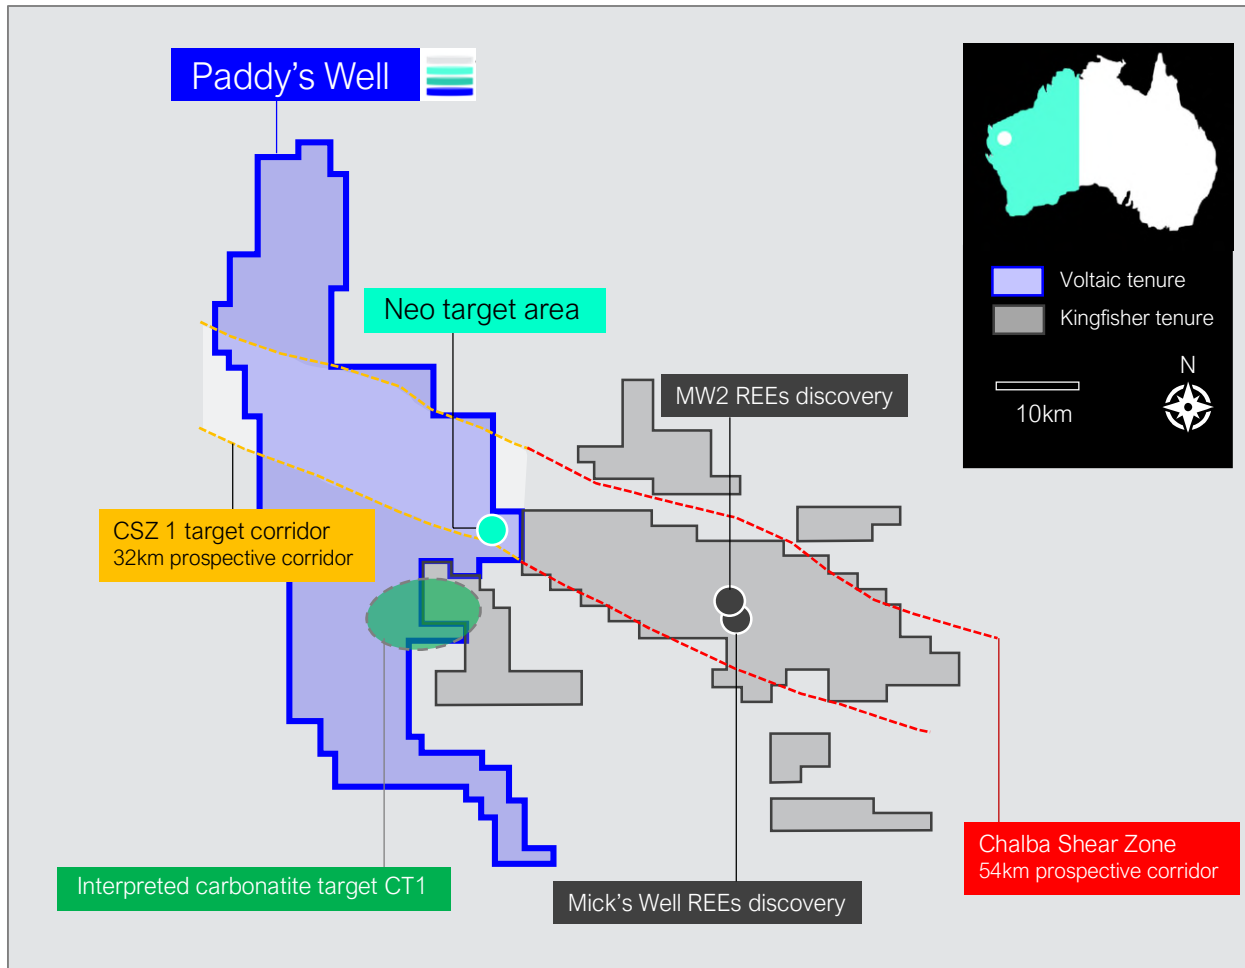 Paddy's Well
Neo target area
Voltaic tenure
Kingfisher tenure
N
10km
MW2 REEs discovery
CSZ 1 target corridor
32km prospective corridor
Chalba Shear Zone
54km prospective corridor
Interpreted carbonatite target CT1
Mick's Well REEs discovery